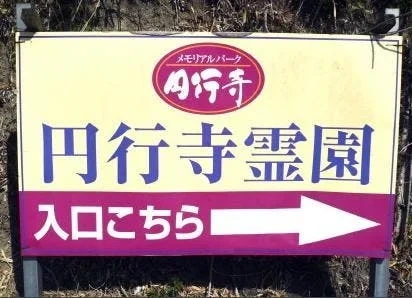 メモリアルパーク
円行寺
円行寺霊園
入口こちら